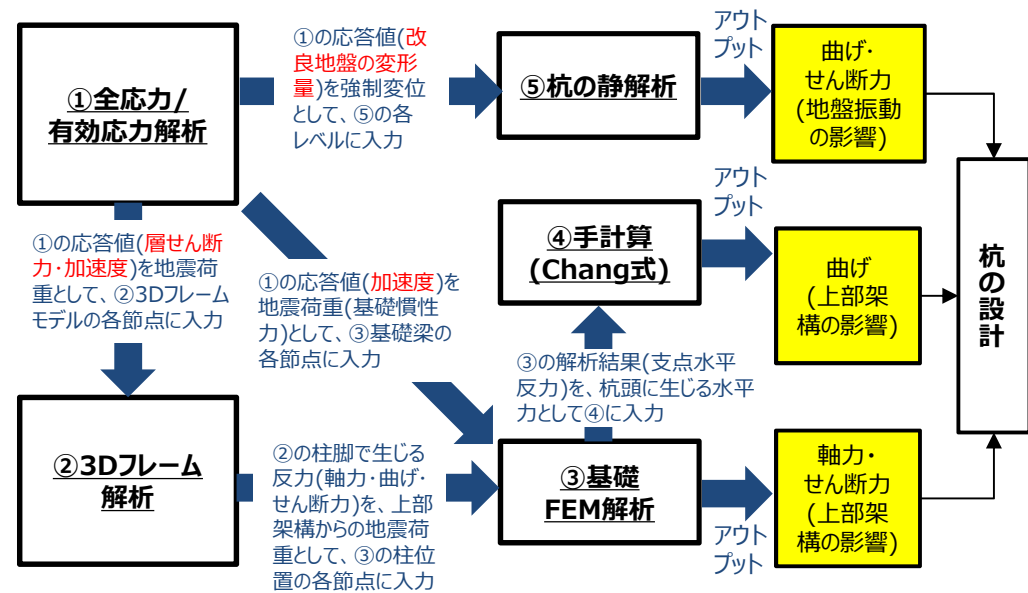 ①全応力/
有効応力解析
①の応答値(改
良地盤の変形
量)を強制変位
として、⑤の各
レベルに入力
⑤杭の静解析
アウト
プット
曲げ・
せん断力
(地盤振動
の影響)
①の応答値(層せん断
力・加速度)を地震荷
重として、②3Dフレーム
モデルの各節点に入力
①の応答値(加速度)を
地震荷重(基礎慣性
力)として、③基礎梁の
各節点に入力
④手計算
(Chang式)
アウト
プット
曲げ
(上部架
構の影響)
杭の設計
③の解析結果(支点水平
反力)を、杭頭に生じる水平
力として④に入力
②3Dフレーム
解析
②の柱脚で生じる
反力(軸力・曲げ・
せん断力)を、上部
架構からの地震荷
重として、③の柱位
置の各節点に入力
③基礎
FEM解析
アウト
プット
軸力・
せん断力
(上部架
構の影響)